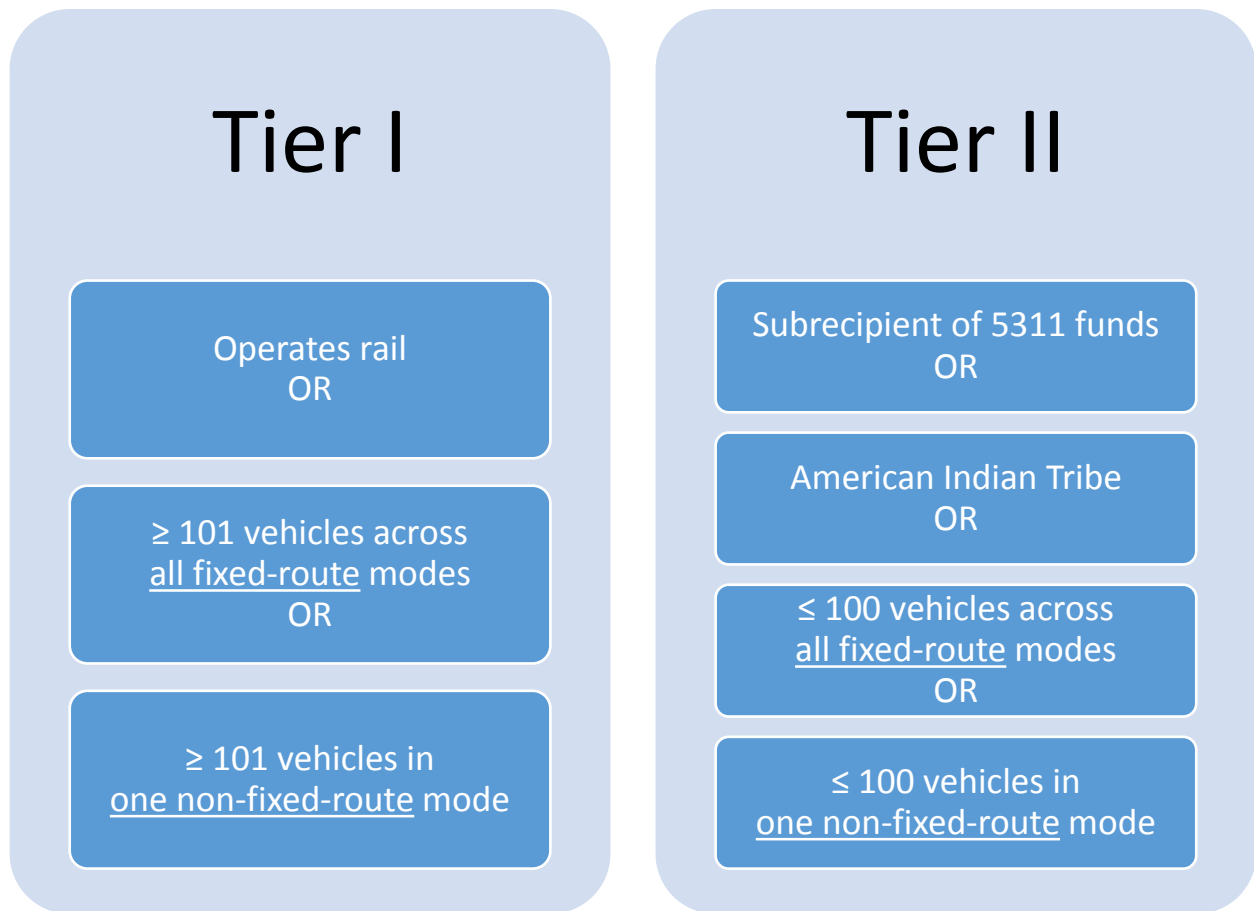 Tier I
Operates rail
OR
≥ 101 vehicles across
all fixed-route modes
OR
≥ 101 vehicles in
one non-fixed-route mode
Tier II
Subrecipient of 5311 funds
OR
American Indian Tribe
OR
≤ 100 vehicles across
all fixed-route modes
OR
≤ 100 vehicles in
one non-fixed-route mode